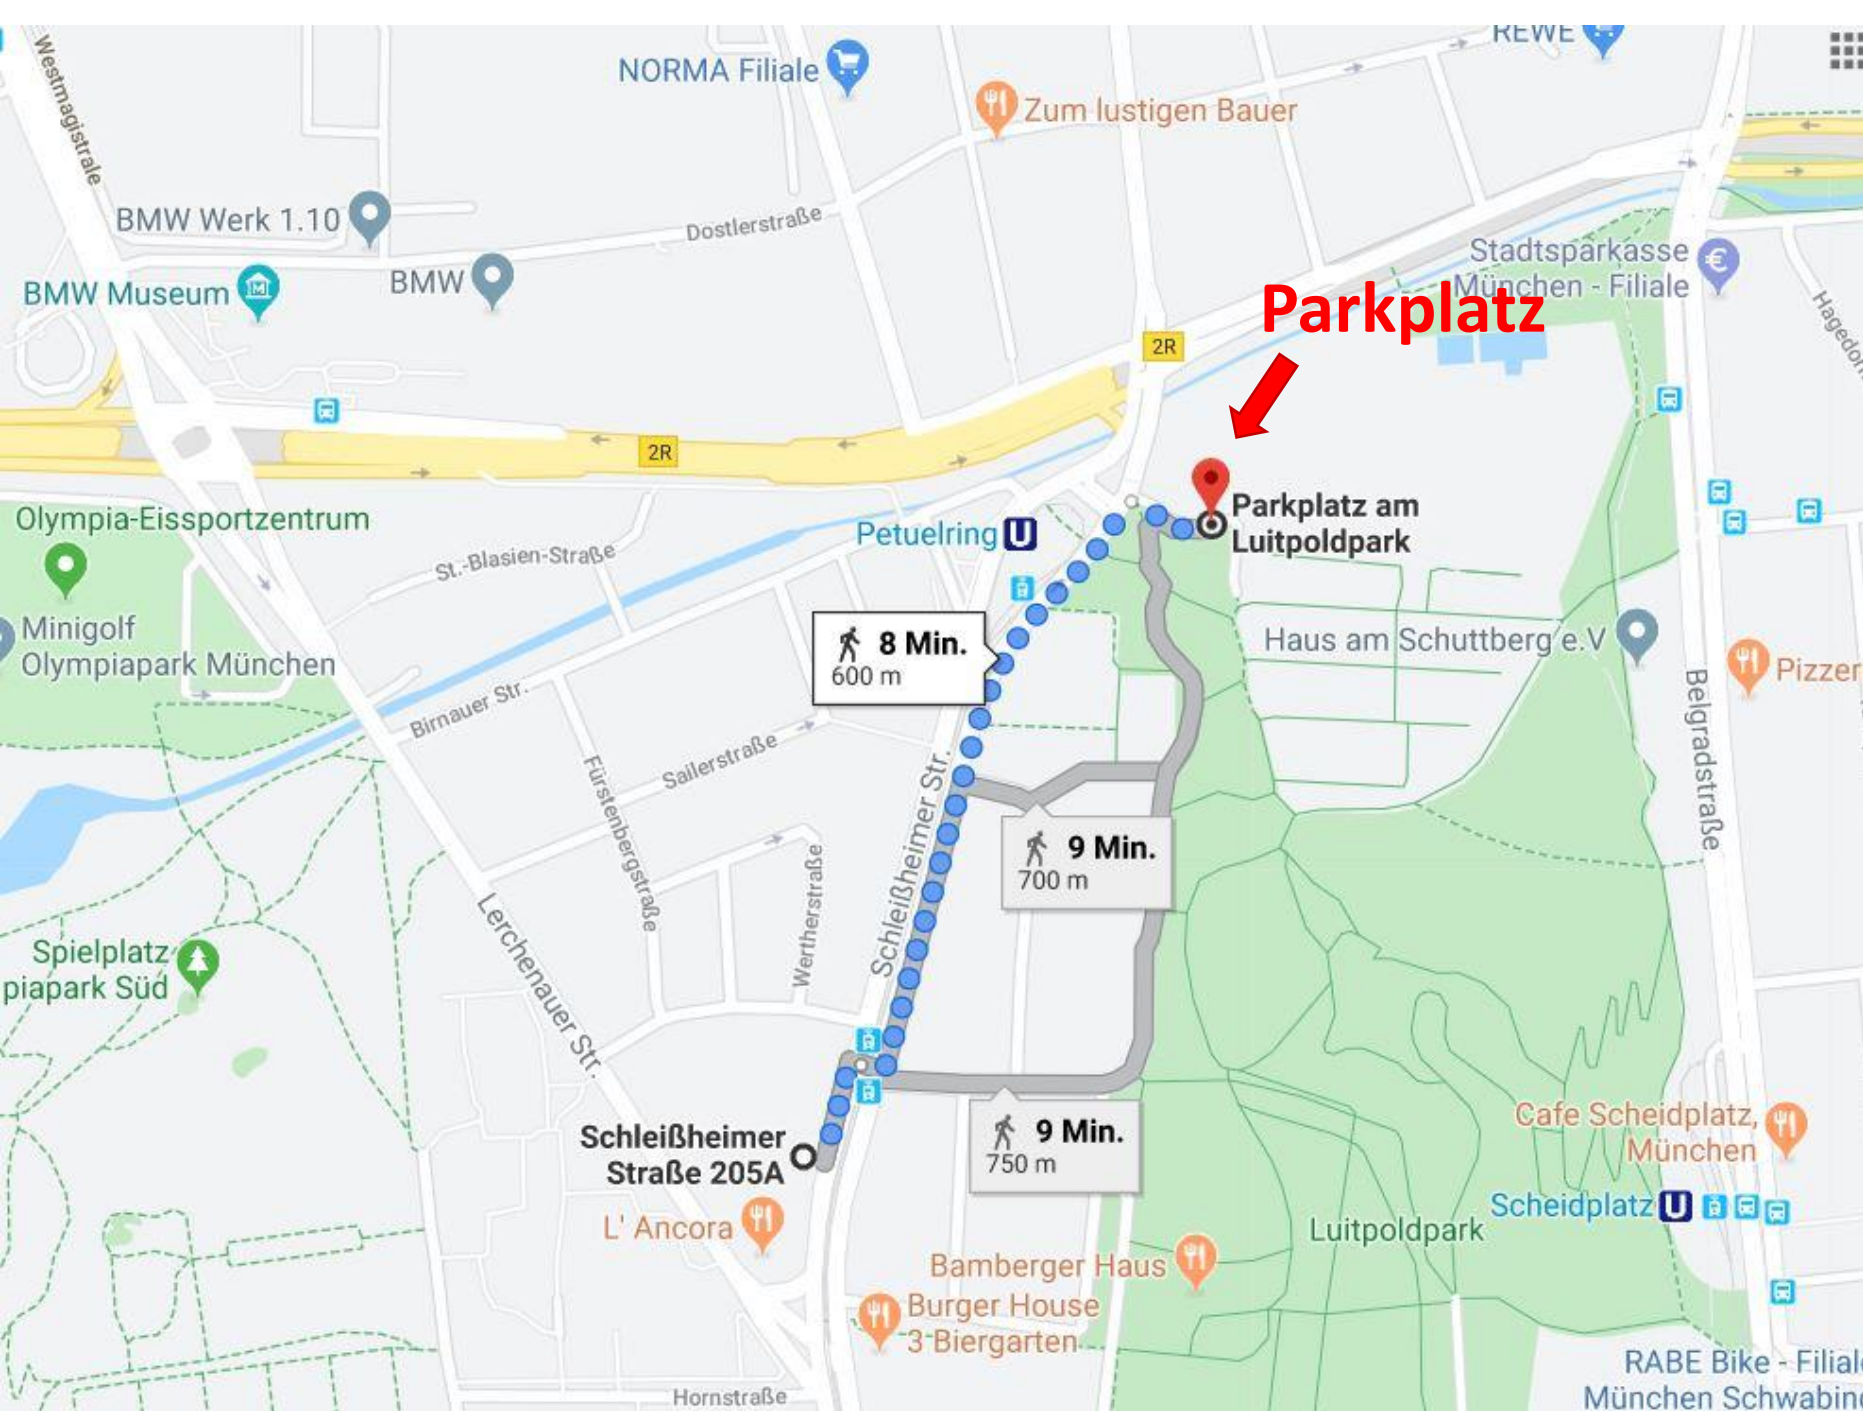 REWE
Westmagistrale
NORMA Filiale
Zum lustigen Bauer
BMW Werk 1.10
Dostlerstraße
BMW
BMW Museum
Stadtsparkasse
München - Filiale
Parkplatz
2R
2R
Olympia-Eissportzentrum
Petuelring U
Parkplatz am
Luitpoldpark
St.-Blasien-Straße
Minigolf
Olympiapark München
8 Min.
600 m
Haus am Schuttberg e.V
Pizzer
Birnauer Str.
Sailerstraße
Belgradstraße
Fürstenbergstraße
Schleißheimer Str.
9 Min.
700 m
Wertherstraße
Lerchenauer Str.
Spielplatz
piapark Süd
Schleißheimer
Straße 205A
9 Min.
750 m
Cafe Scheidplatz,
München
Scheidplatz U
L' Ancora
Luitpoldpark
Bamberger Haus
Burger House
3 Biergarten
RABE Bike - Filiale
München Schwabing
Hornstraße